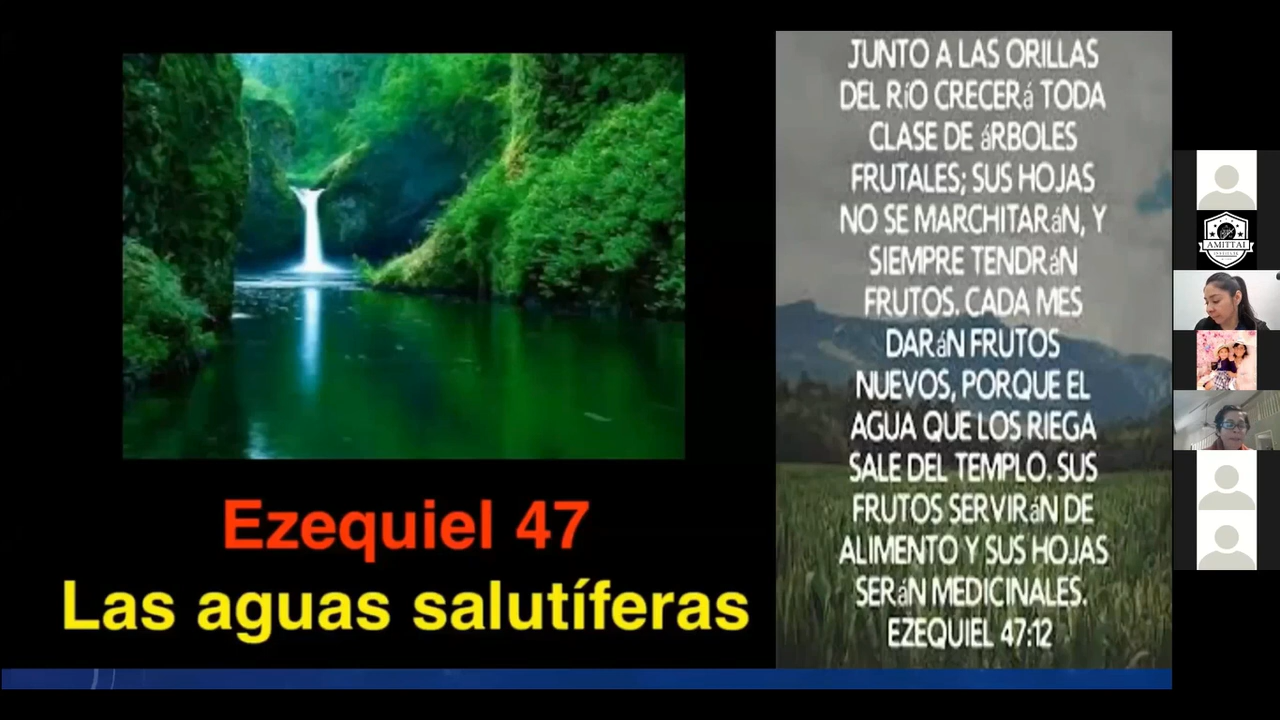 Ezequiel 47
Las aguas salutíferas
JUNTO A LAS ORILLAS
DEL RíO CRECERá TODA
CLASE DE áRBOLES
FRUTALES; SUS HOJAS
NO SE MARCHITARáN, Y
SIEMPRE TENDRáN
FRUTOS. CADA MES
DARáN FRUTOS
NUEVOS, PORQUE EL
AGUA QUE LOS RIEGA
SALE DEL TEMPLO. SUS
FRUTOS SERVIRáN DE
ALIMENTO Y SUS HOJAS
SERáN MEDICINALES.
EZEQUIEL 47:12
AMITTAI